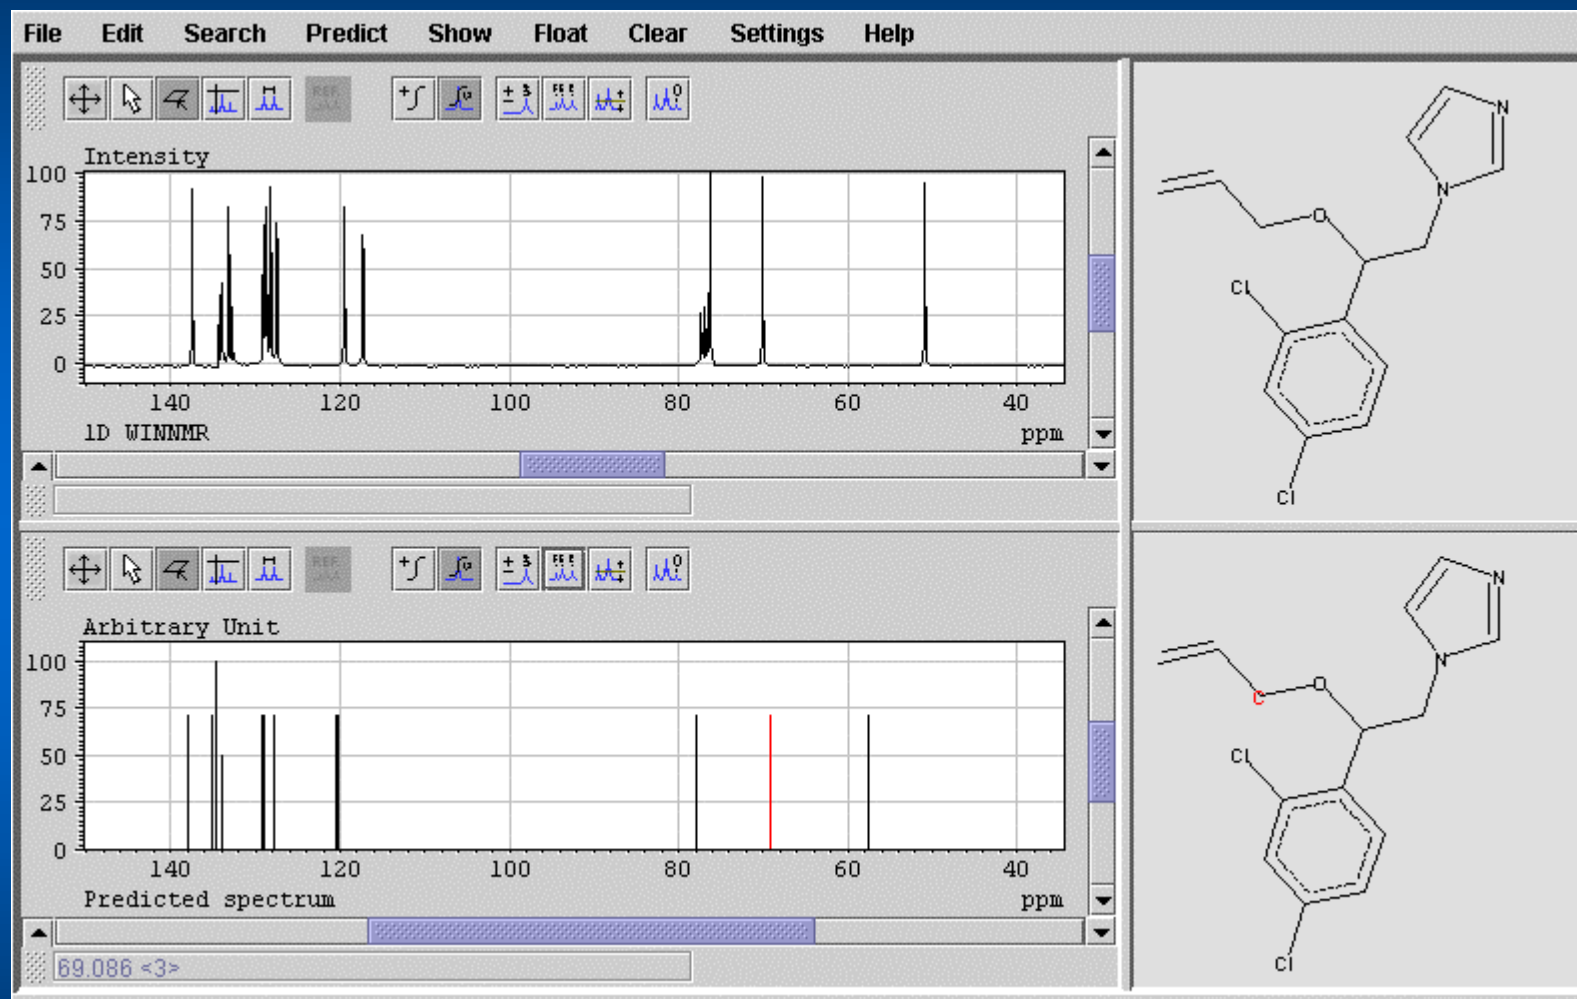 File Edit Search Predict Show Float Clear Settings Help
Intensity
100
75
50
25
0
140 120 100 80 60 40
1D WINNMR ppm
N
N
O
Cl
Cl
Arbitrary Unit
100
75
50
25
0
140 120 100 80 60 40
Predicted spectrum ppm
69.086 <3>
N
N
O
C
Cl
Cl